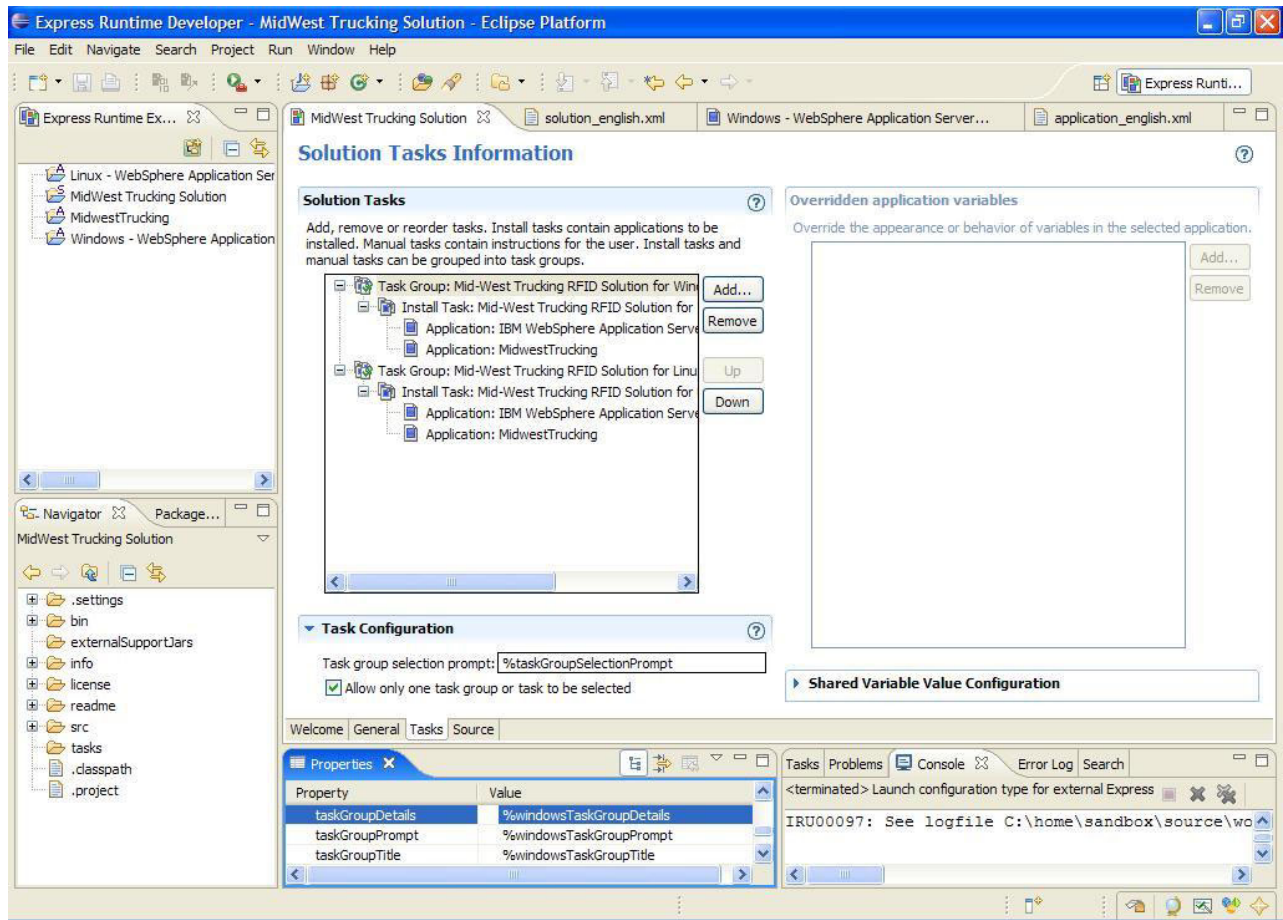 Express Runtime Developer - MidWest Trucking Solution - Eclipse Platform
File Edit Navigate Search Project Run Window Help
Express Runti...
Express Runtime Ex...
Linux - WebSphere Application Ser
MidWest Trucking Solution
MidwestTrucking
Windows - WebSphere Application
MidWest Trucking Solution
solution_english.xml
Windows - WebSphere Application Server...
application_english.xml
Solution Tasks Information
Solution Tasks
Add, remove or reorder tasks. Install tasks contain applications to be
installed. Manual tasks contain instructions for the user. Install tasks and
manual tasks can be grouped into task groups.
Task Group: Mid-West Trucking RFID Solution for Win
Install Task: Mid-West Trucking RFID Solution for
Application: IBM WebSphere Application Serve
Application: MidwestTrucking
Task Group: Mid-West Trucking RFID Solution for Linu
Install Task: Mid-West Trucking RFID Solution for
Application: IBM WebSphere Application Serve
Application: MidwestTrucking
Add...
Remove
Up
Down
Overridden application variables
Override the appearance or behavior of variables in the selected application.
Add...
Remove
Task Configuration
Task group selection prompt: %taskGroupSelectionPrompt
Allow only one task group or task to be selected
Shared Variable Value Configuration
Welcome General Tasks Source
Navigator Package...
MidWest Trucking Solution
.settings
bin
externalSupportJars
info
license
readme
src
tasks
.classpath
.project
Properties
Property Value
taskGroupDetails %windowsTaskGroupDetails
taskGroupPrompt %windowsTaskGroupPrompt
taskGroupTitle %windowsTaskGroupTitle
Tasks Problems Console Error Log Search
<terminated> Launch configuration type for external Express
IRU00097: See logfile C:\home\sandbox\source\wo